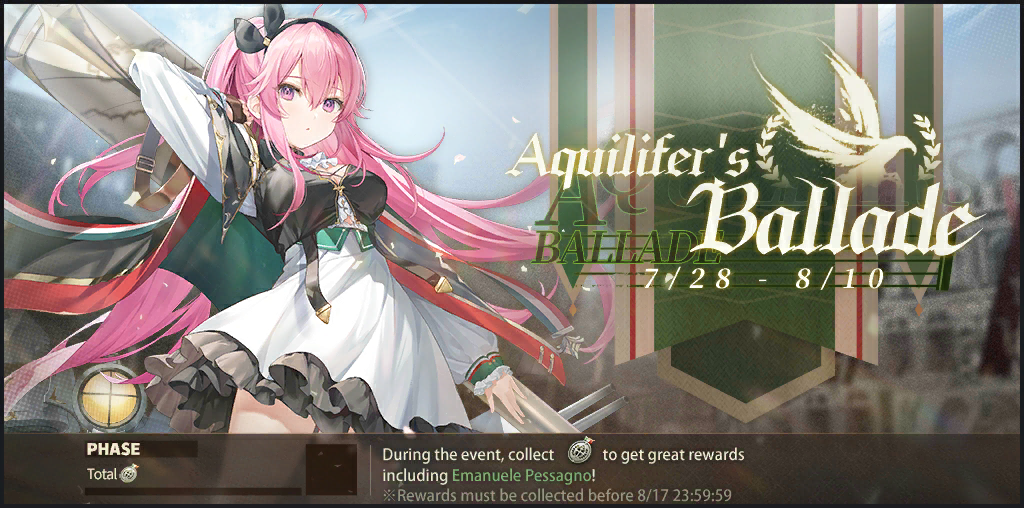 Aquilifer's
Ballade
BALLADE
7/28 - 8/10
PHASE
Total
During the event, collect to get great rewards
including Emanuele Pessagno!
※Rewards must be collected before 8/17 23:59:59